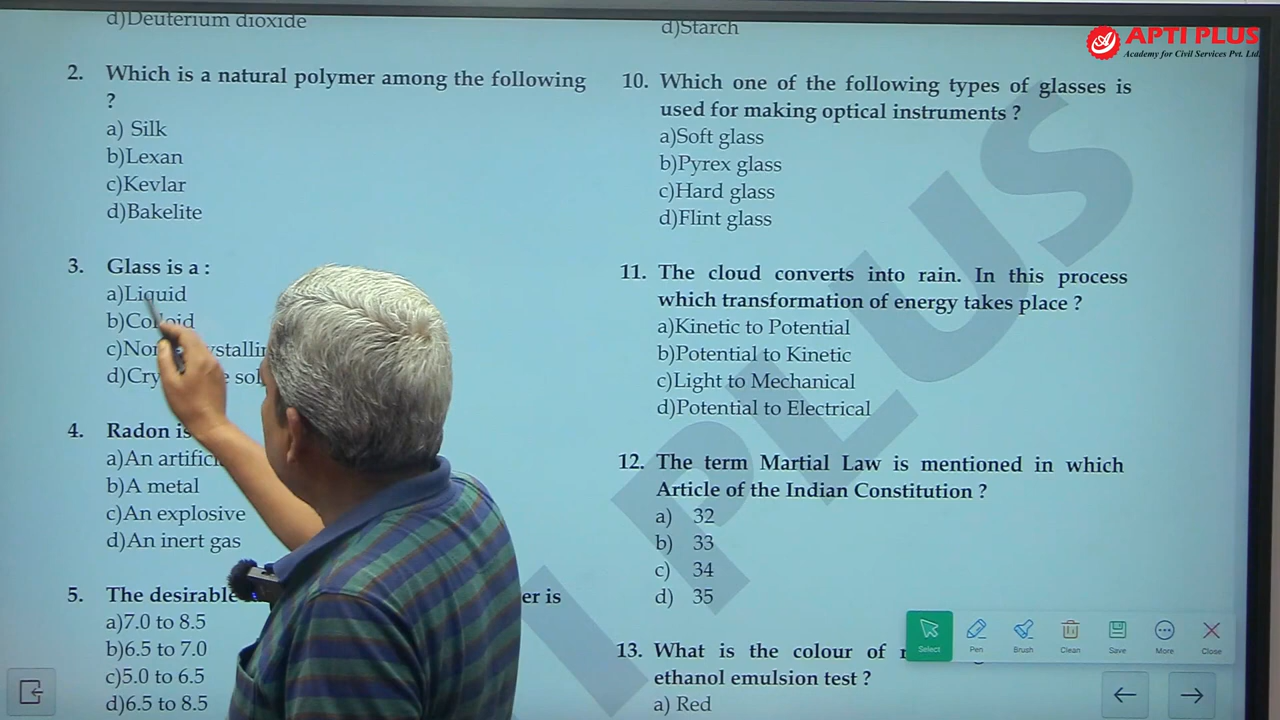 d)Deuterium dioxide
2. Which is a natural polymer among the following
?
a) Silk
b)Lexan
c)Kevlar
d)Bakelite
3. Glass is a :
a)Liquid
b)Colloid
c)Non
d)Cry
4. Radon is
a)An
b)A metal
c)An explosive
d)An inert gas
5. The desirable er is
a)7.0 to 8.5
b)6.5 to 7.0
c)5.0 to 6.5
d)6.5 to 8.5
d)Starch
10. Which one of the following types of glasses is
used for making optical instruments ?
a)Soft glass
b)Pyrex glass
c)Hard glass
d)Flint glass
11. The cloud converts into rain. In this process
which transformation of energy takes place ?
a)Kinetic to Potential
b)Potential to Kinetic
c)Light to Mechanical
d)Potential to Electrical
12. The term Martial Law is mentioned in which
Article of the Indian Constitution ?
a) 32
b) 33
c) 34
d) 35
13. What is the colour of
ethanol emulsion test ?
a) Red
APTI PLUS
Academy for Civil Services Pvt. Ltd.
I PLUS
Select Pen Brush Clean Save More Close